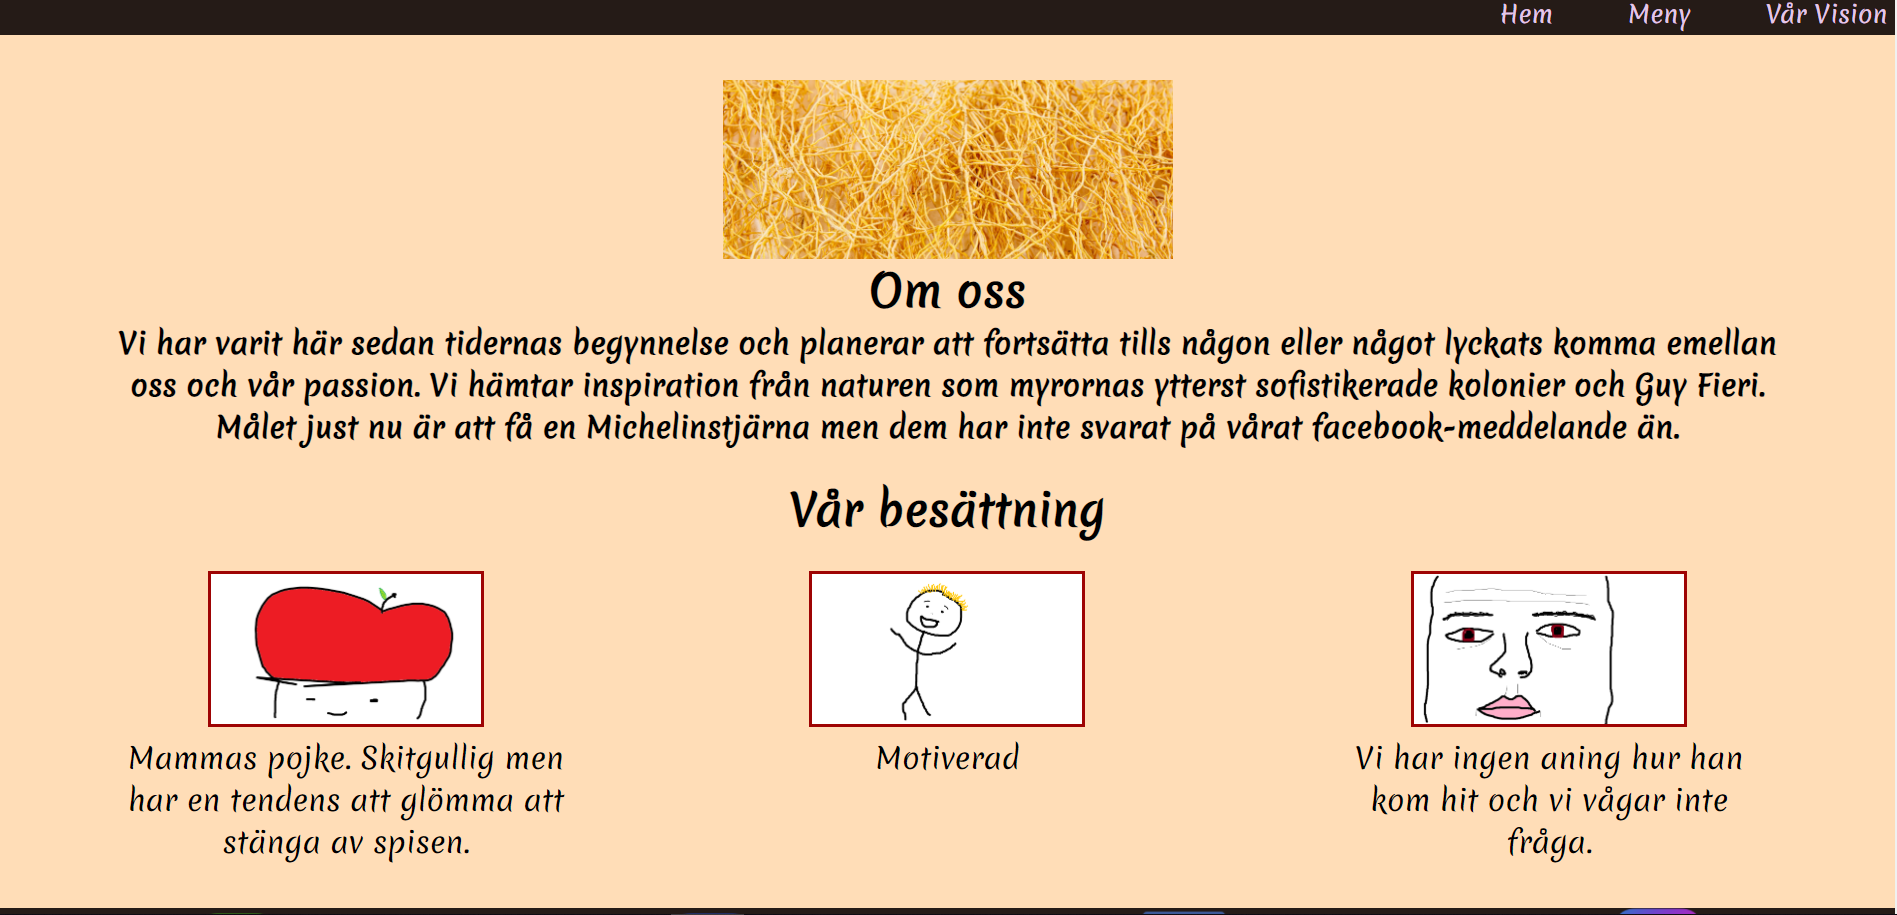 Hem Meny Vår Vision
Om oss
Vi har varit här sedan tidernas begynnelse och planerar att fortsätta tills någon eller något lyckats komma emellan
oss och vår passion. Vi hämtar inspiration från naturen som myrornas ytterst sofistikerade kolonier och Guy Fieri.
Målet just nu är att få en Michelinstjärna men dem har inte svarat på vårat facebook-meddelande än.
Vår besättning
Mammas pojke. Skitgullig men
har en tendens att glömma att
stänga av spisen.
Motiverad
Vi har ingen aning hur han
kom hit och vi vågar inte
fråga.